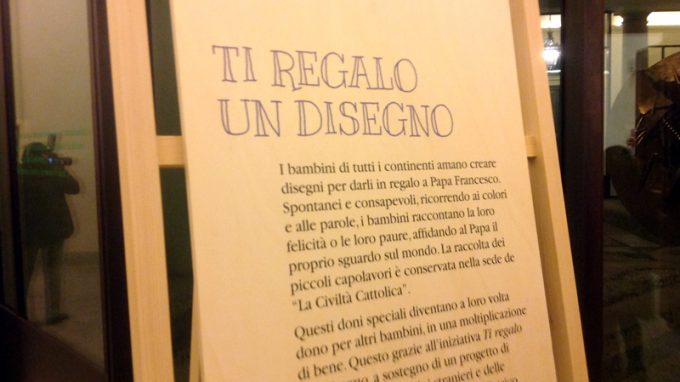 TI REGALO
UN DISEGNO
I bambini di tutti i continenti amano creare
disegni per darli in regalo a Papa Francesco.
Spontanei e consapevoli, ricorrendo ai colori
e alle parole, i bambini raccontano la loro
felicità o le loro paure, affidando al Papa il
proprio sguardo sul mondo. La raccolta dei
piccoli capolavori è conservata nella sede de
“La Civiltà Cattolica”.
Questi doni speciali diventano a loro volta
dono per altri bambini, in una moltiplicazione
di bene. Questo grazie all'iniziativa Ti regalo
a sostegno di un progetto di
stranieri e delle